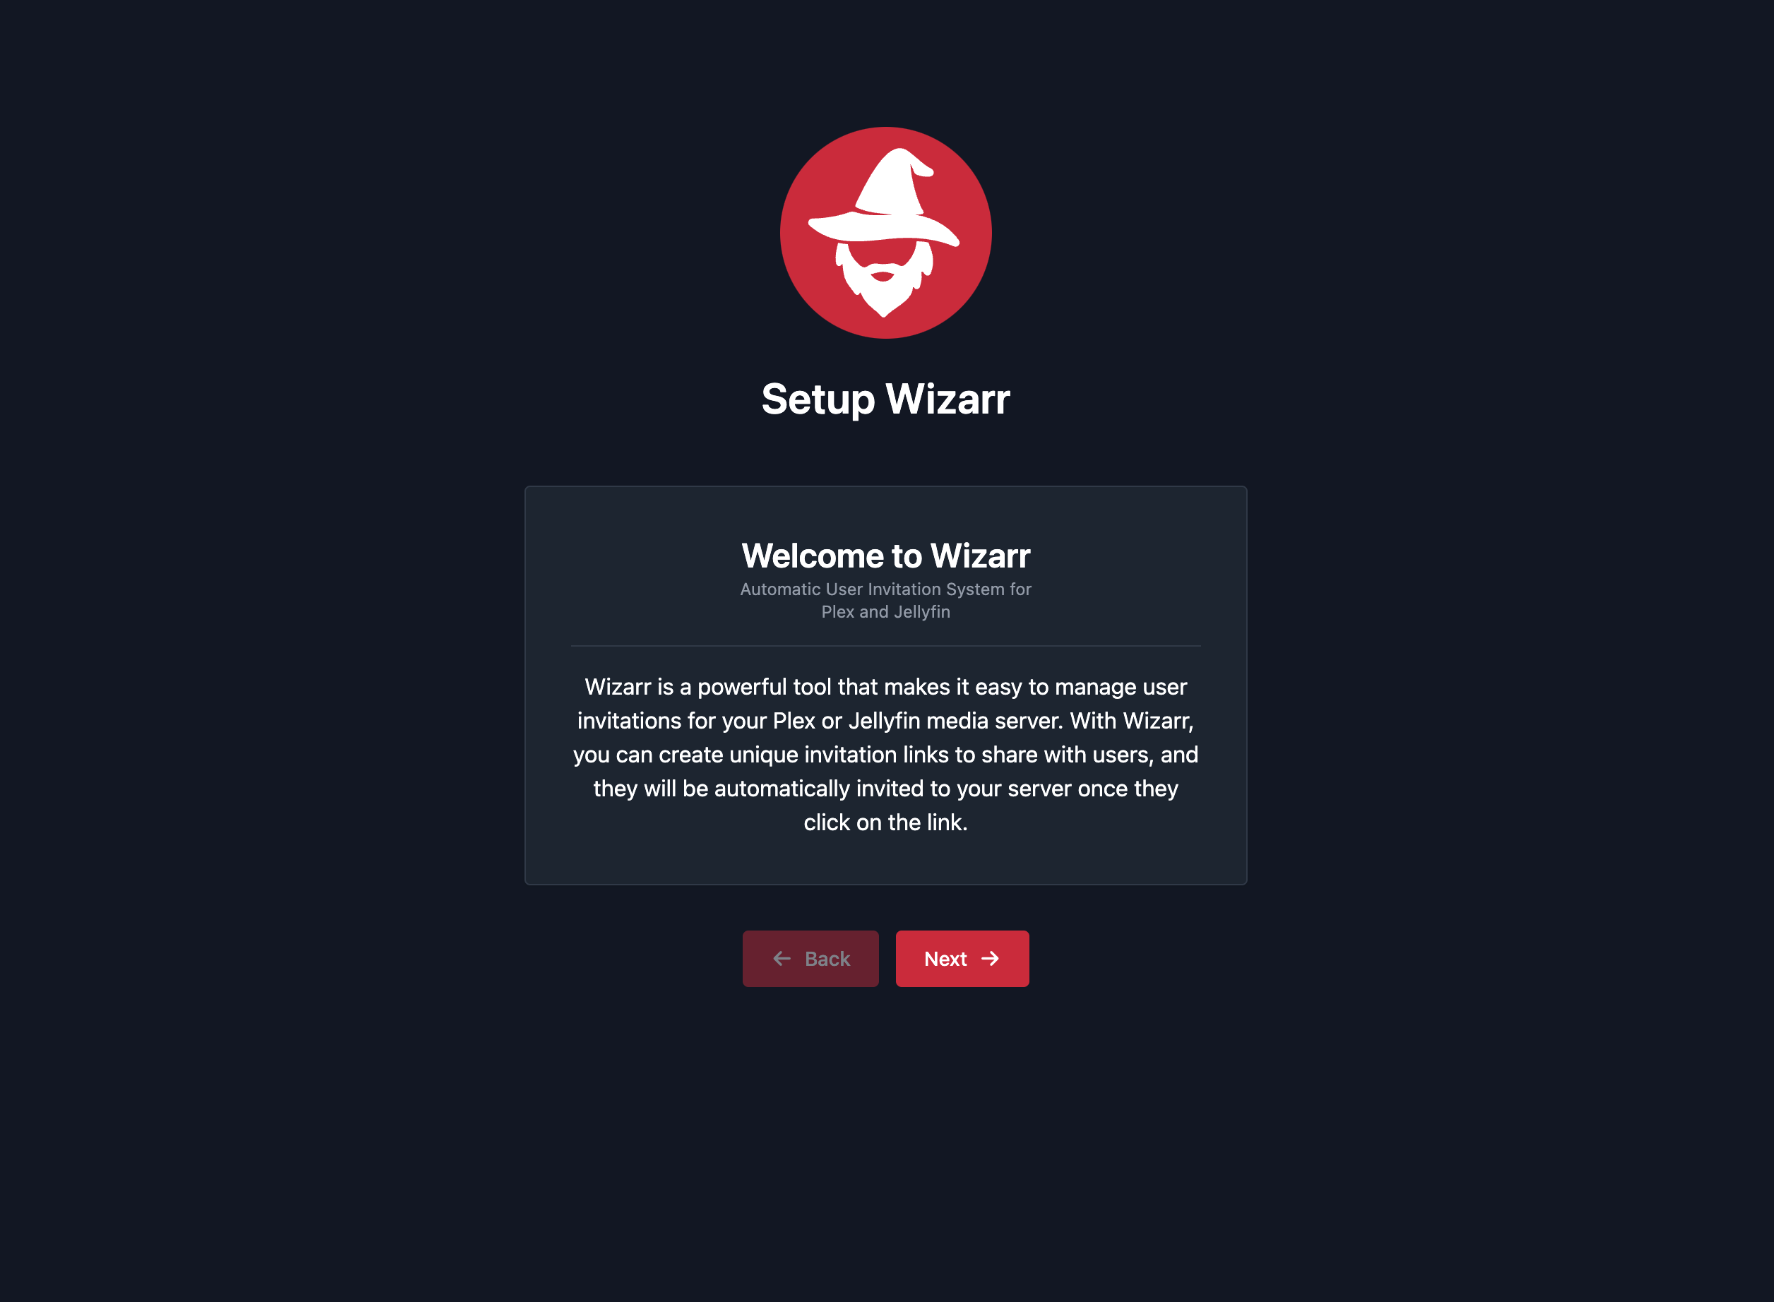 Setup Wizarr
Welcome to Wizarr
Automatic User Invitation System for
Plex and Jellyfin
Wizarr is a powerful tool that makes it easy to manage user
invitations for your Plex or Jellyfin media server. With Wizarr,
you can create unique invitation links to share with users, and
they will be automatically invited to your server once they
click on the link.
Back
Next